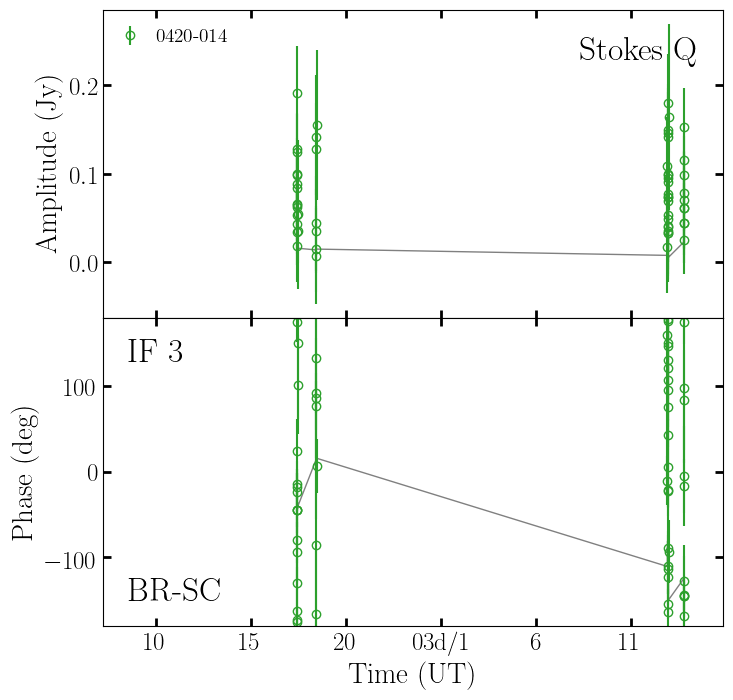 0420-014
Stokes Q
Amplitude (Jy)
0.2
0.1
0.0
IF 3
Phase (deg)
100
0
−100
BR-SC
10 15 20 03d/1 6 11
Time (UT)